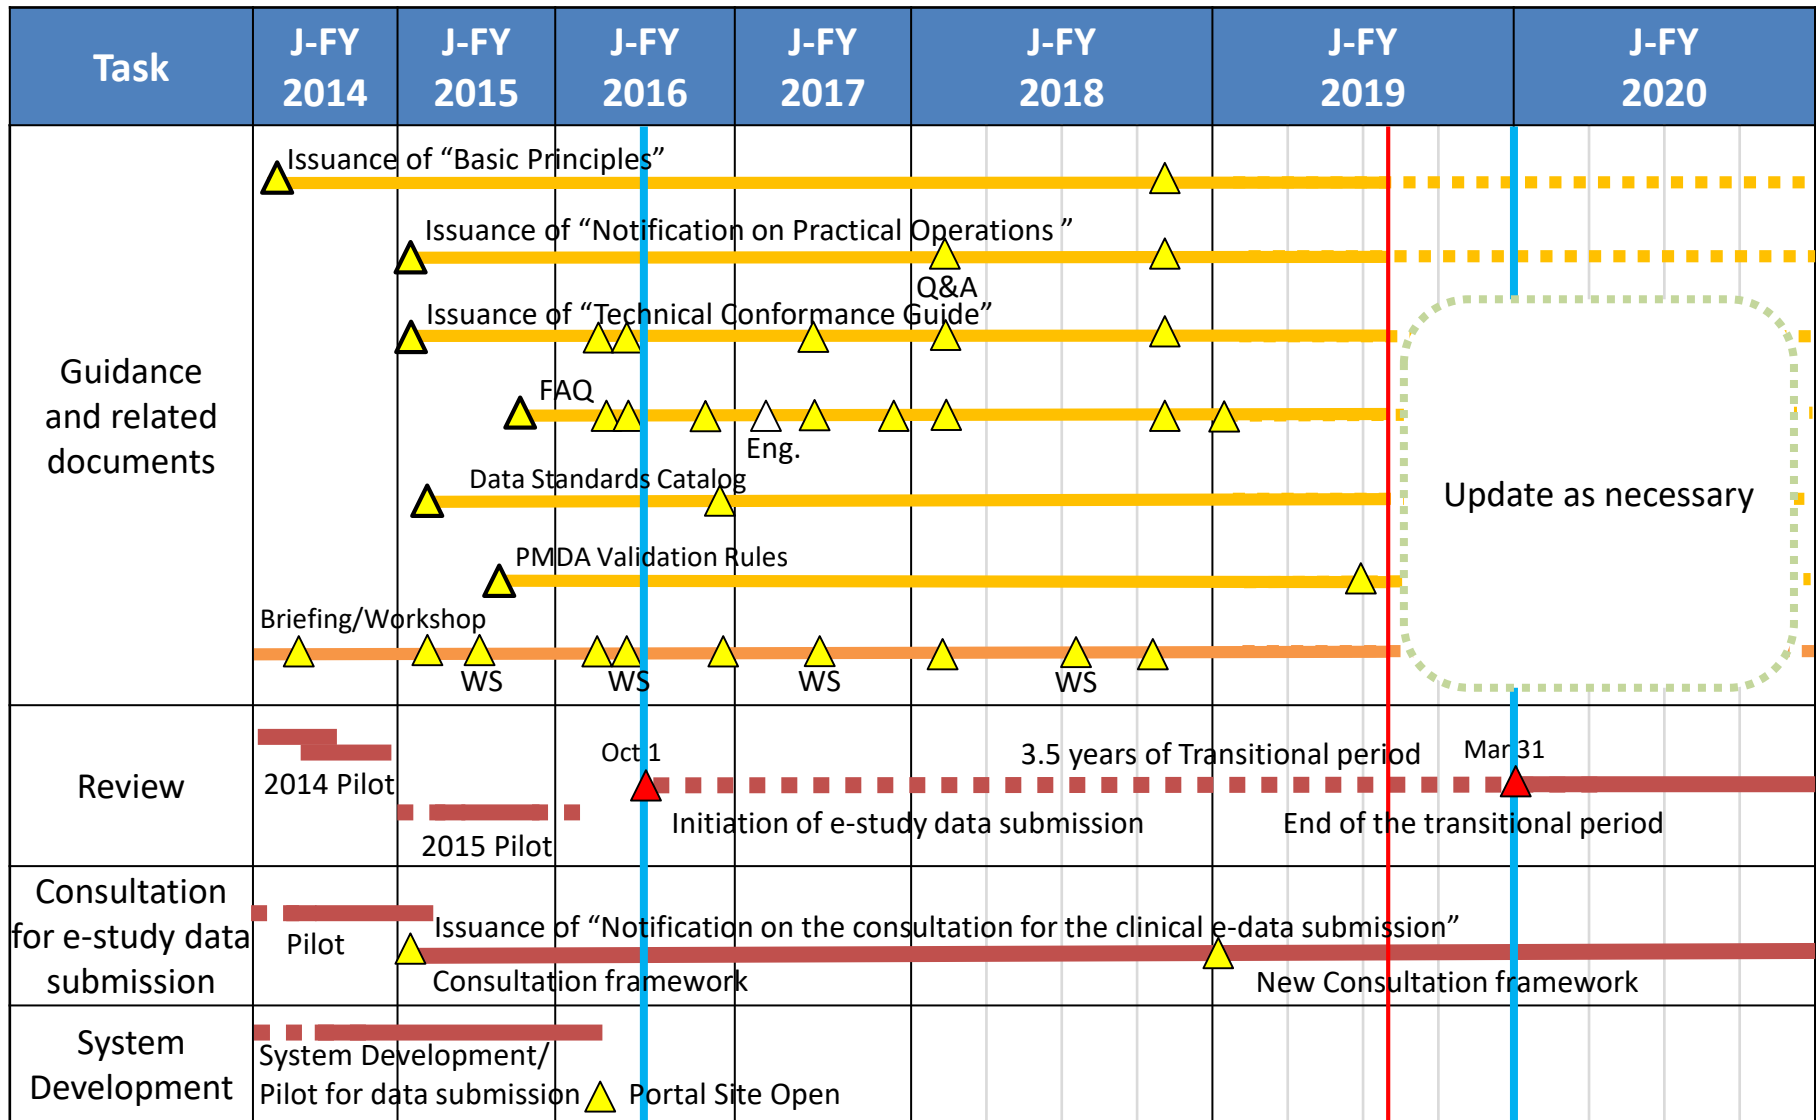 Task
J-FY
2014
J-FY
2015
J-FY
2016
J-FY
2017
J-FY
2018
J-FY
2019
J-FY
2020
Guidance
and related
documents
Issuance of “Basic Principles”
Issuance of “Notification on Practical Operations ”
Q&A
Issuance of “Technical Conformance Guide”
FAQ
Eng.
Data Standards Catalog
PMDA Validation Rules
Briefing/Workshop
WS
WS
WS
WS
Update as necessary
Review
2014 Pilot
2015 Pilot
Oct 1
3.5 years of Transitional period
Mar 31
Initiation of e-study data submission
End of the transitional period
Consultation
for e-study data
submission
Pilot
Issuance of “Notification on the consultation for the clinical e-data submission”
Consultation framework
New Consultation framework
System
Development
System Development/
Pilot for data submission
Portal Site Open